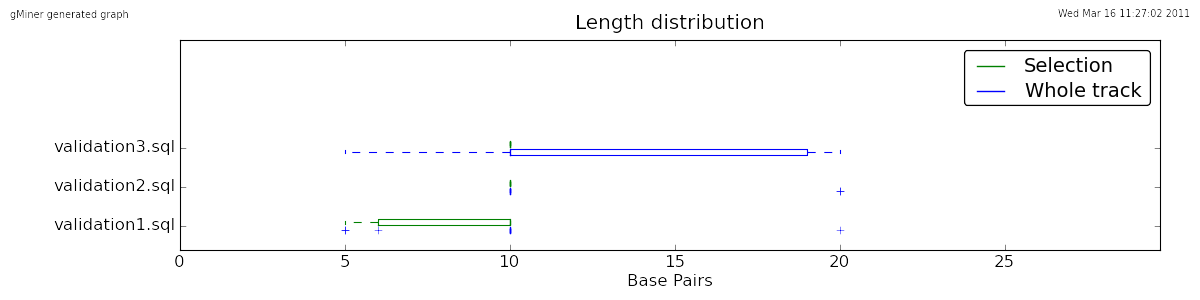 gMiner generated graph
Wed Mar 16 11:27:02 2011
Length distribution
Selection
Whole track
validation3.sql
validation2.sql
validation1.sql
0 5 10 15 20 25
Base Pairs